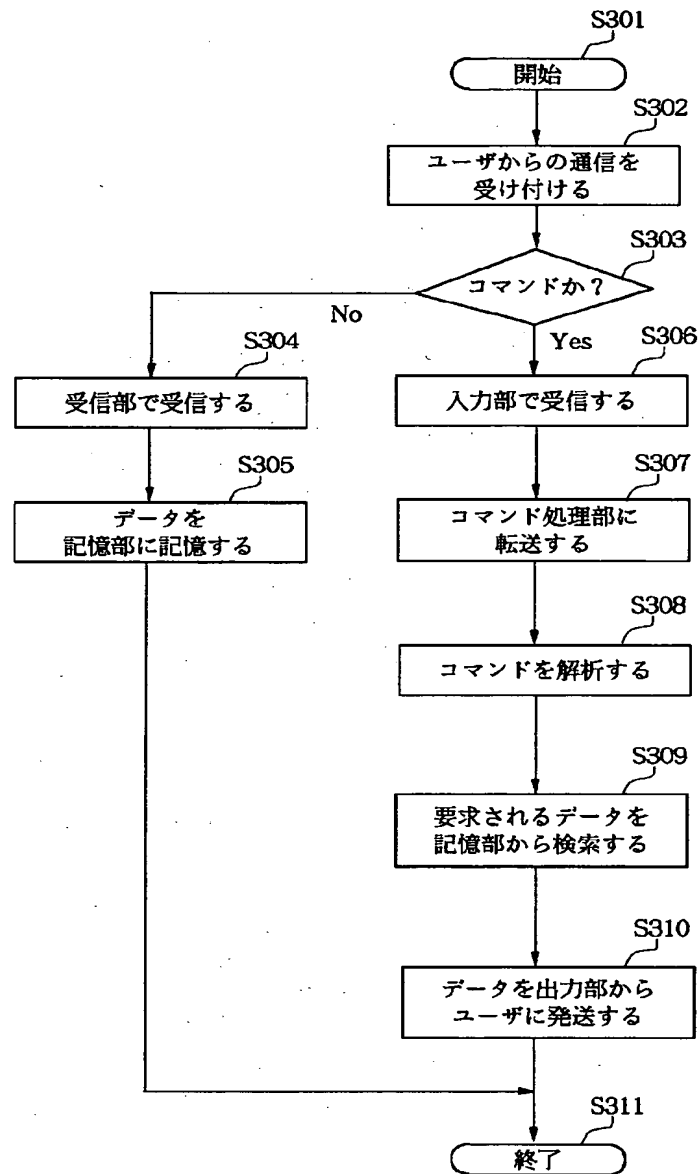 S301
開始
S302
ユーザからの通信を
受け付ける
S303
コマンドか？
No
Yes
S304
受信部で受信する
S305
データを
記憶部に記憶する
S306
入力部で受信する
S307
コマンド処理部に
転送する
S308
コマンドを解析する
S309
要求されるデータを
記憶部から検索する
S310
データを出力部から
ユーザに発送する
S311
終了